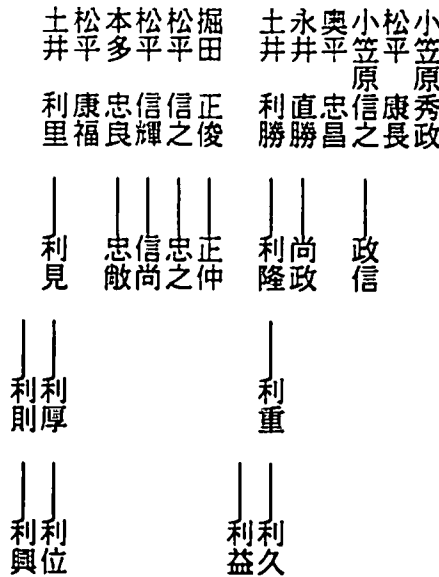 小笠原秀政
松平康長
小笠原信之
政信
奥平忠昌
永井直勝
尚政
土井利勝
利隆
利重
利久
利益
堀田正俊
正仲
松平信之
忠之
松平信輝
信尚
本多忠良
忠敞
松平康福
土井利里
利見
利厚
利位
利則
利興